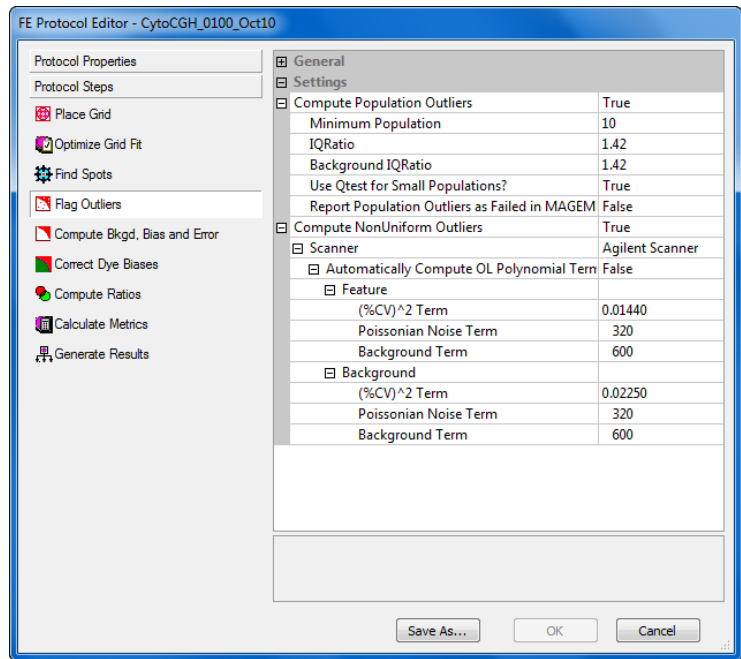 FE Protocol Editor - CytoCGH_0100_Oct10
Protocol Properties
Protocol Steps
Place Grid
Optimize Grid Fit
Find Spots
Flag Outliers
Compute Bkgd, Bias and Error
Correct Dye Biases
Compute Ratios
Calculate Metrics
Generate Results
General
Settings
Compute Population Outliers True
Minimum Population 10
IQRatio 1.42
Background IQRatio 1.42
Use Qtest for Small Populations? True
Report Population Outliers as Failed in MAGEM False
Compute NonUniform Outliers True
Scanner Agilent Scanner
Automatically Compute OL Polynomial Tern False
Feature
(%CV)^2 Term 0.01440
Poissonian Noise Term 320
Background Term 600
Background
(%CV)^2 Term 0.02250
Poissonian Noise Term 320
Background Term 600
Save As...
OK
Cancel